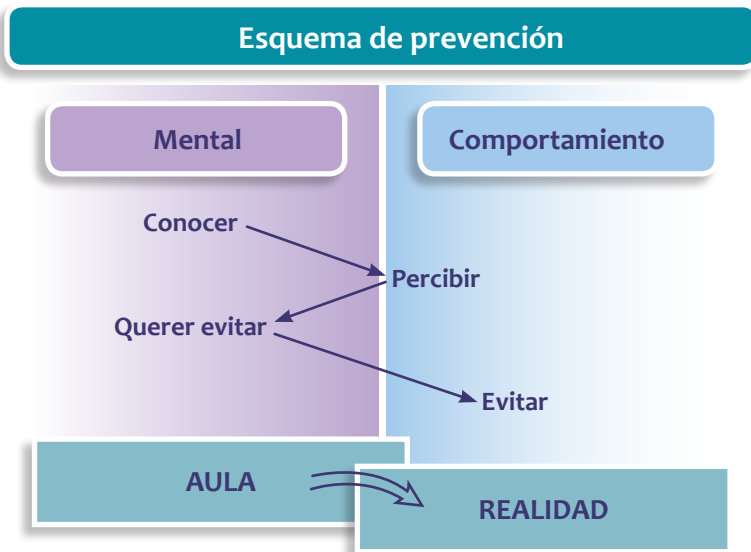 Esquema de prevención
Mental
Comportamiento
Conocer
Percibir
Querer evitar
Evitar
AULA
REALIDAD